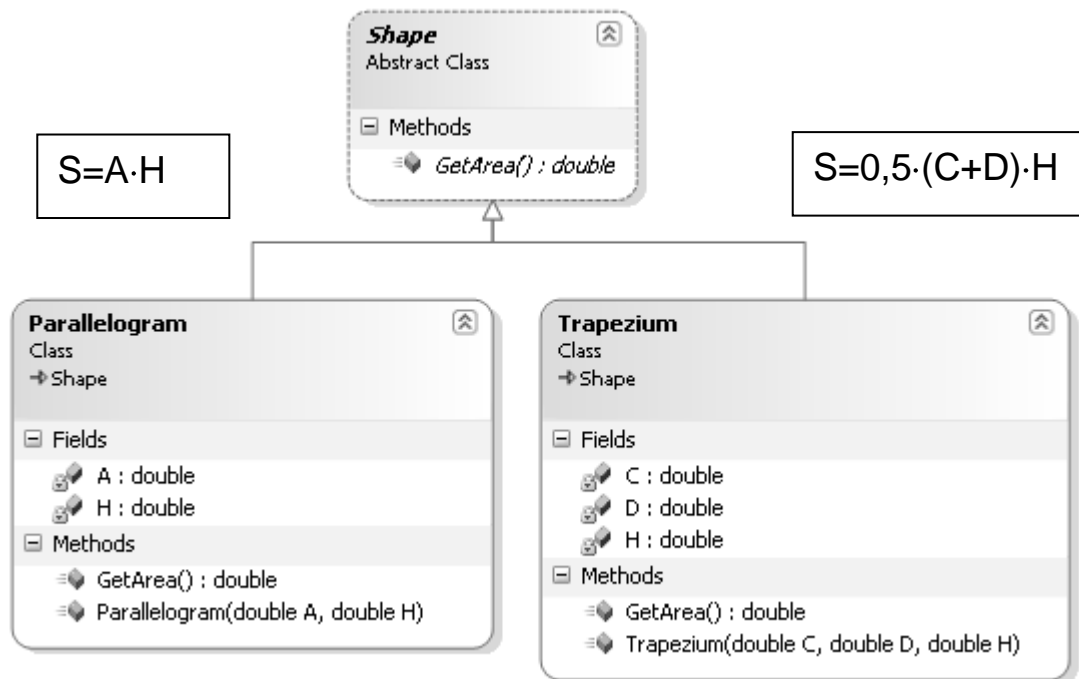 Shape
Abstract Class
Methods
GetArea() : double
S=A·H
S=0,5·(C+D)·H
Parallelogram
Class
Shape
Fields
A : double
H : double
Methods
GetArea() : double
Parallelogram(double A, double H)
Trapezium
Class
Shape
Fields
C : double
D : double
H : double
Methods
GetArea() : double
Trapezium(double C, double D, double H)